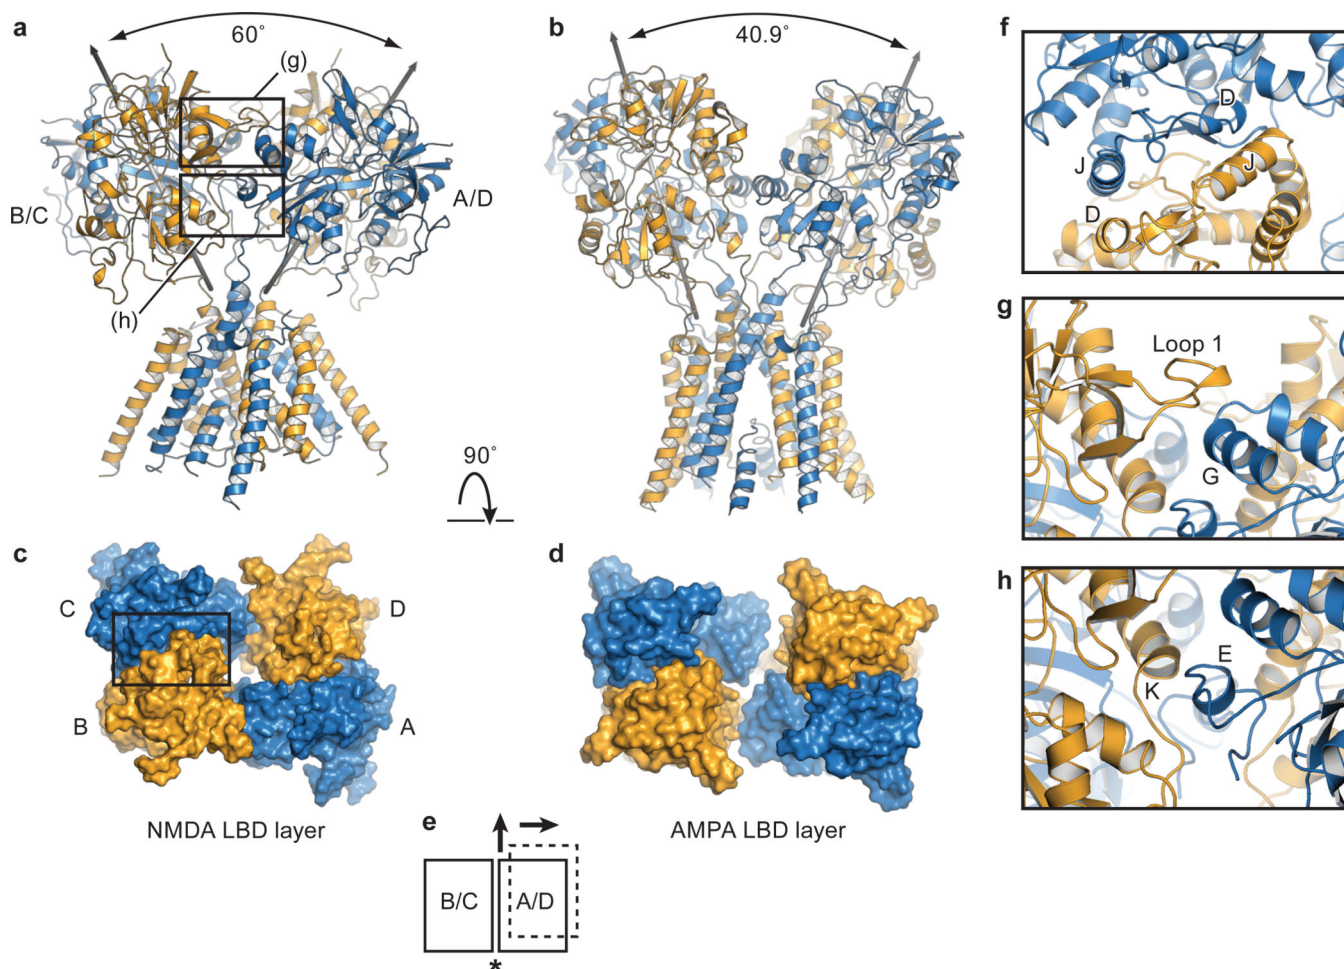 a
60°
(g)
B/C
A/D
(h)
b
40.9°
90°
c
C
D
B
A
NMDA LBD layer
d
AMPA LBD layer
e
B/C
A/D
*
f
D
J
J
D
g
Loop 1
G
h
E
K